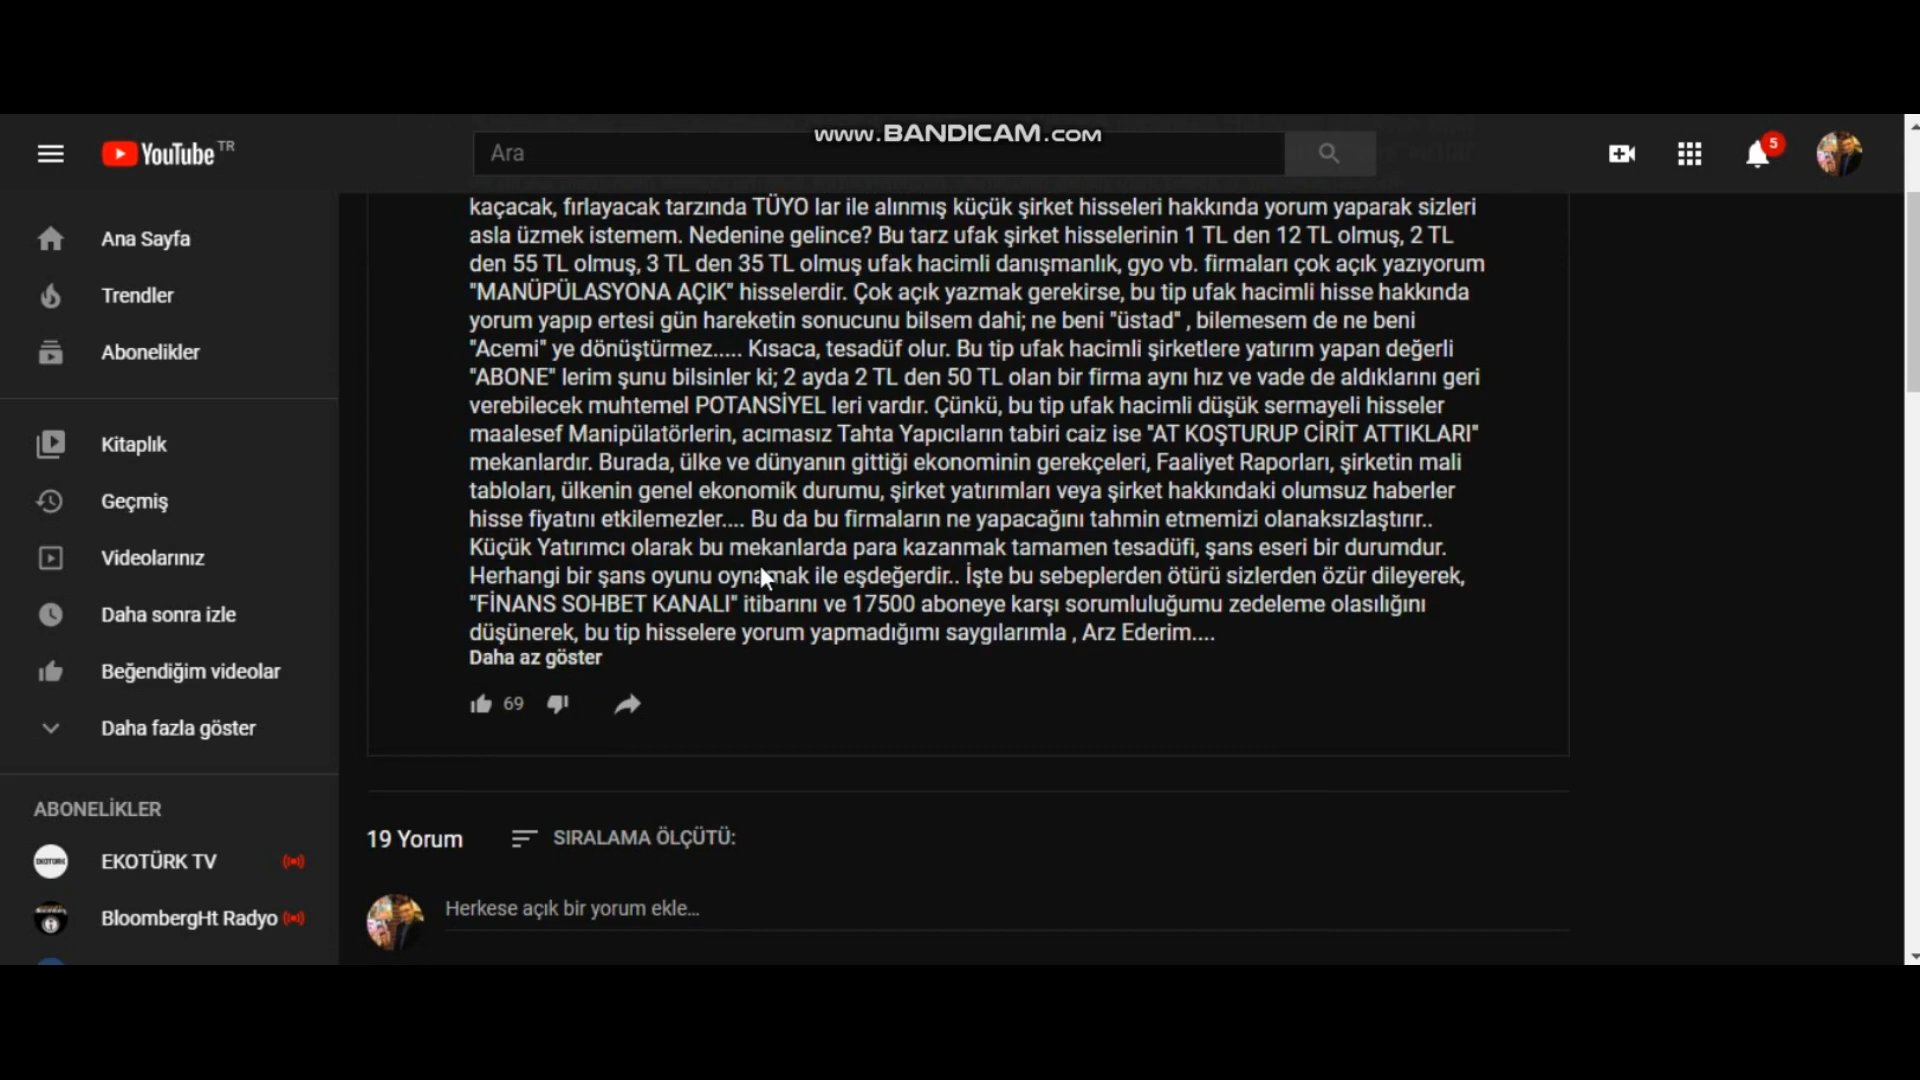 www.BANDICAM.com
YouTube TR
Ara
5
kaçacak, fırlayacak tarzında TÜYO lar ile alınmış küçük şirket hisseleri hakkında yorum yaparak sizleri
asla üzmek istemem. Nedenine gelince? Bu tarz ufak şirket hisselerinin 1 TL den 12 TL olmuş, 2 TL
den 55 TL olmuş, 3 TL den 35 TL olmuş ufak hacimli danışmanlık, gyo vb. firmaları çok açık yazıyorum
"MANÜPÜLASYONA AÇIK" hisselerdir. Çok açık yazmak gerekirse, bu tip ufak hacimli hisse hakkında
yorum yapıp ertesi gün hareketin sonucunu bilsem dahi; ne beni "üstad" , bilemesem de ne beni
"Acemi" ye dönüştürmez..... Kısaca, tesadüf olur. Bu tip ufak hacimli şirketlere yatırım yapan değerli
"ABONE" lerim şunu bilsinler ki; 2 ayda 2 TL den 50 TL olan bir firma aynı hız ve vade de aldıklarını geri
verebilecek muhtemel POTANSİYEL leri vardır. Çünkü, bu tip ufak hacimli düşük sermayeli hisseler
maalesef Manipülatörlerin, acımasız Tahta Yapıcıların tabiri caiz ise "AT KOŞTURUP CİRİT ATTIKLARI"
mekanlardır. Burada, ülke ve dünyanın gittiği ekonominin gerekçeleri, Faaliyet Raporları, şirketin mali
tabloları, ülkenin genel ekonomik durumu, şirket yatırımları veya şirket hakkındaki olumsuz haberler
hisse fiyatını etkilemezler.... Bu da bu firmaların ne yapacağını tahmin etmemizi olanaksızlaştırır..
Küçük Yatırımcı olarak bu mekanlarda para kazanmak tamamen tesadüfi, şans eseri bir durumdur.
Herhangi bir şans oyunu oynamak ile eşdeğerdir.. İşte bu sebeplerden ötürü sizlerden özür dileyerek,
"FİNANS SOHBET KANALI" itibarını ve 17500 aboneye karşı sorumluluğumu zedeleme olasılığını
düşünerek, bu tip hisselere yorum yapmadığımı saygılarımla , Arz Ederim....
Daha az göster
69
19 Yorum
SIRALAMA ÖLÇÜTÜ:
Herkese açık bir yorum ekle...
Ana Sayfa
Trendler
Abonelikler
Kitaplık
Geçmiş
Videolarınız
Daha sonra izle
Beğendiğim videolar
Daha fazla göster
ABONELİKLER
EKOTÜRK TV
BloombergHt Radyo